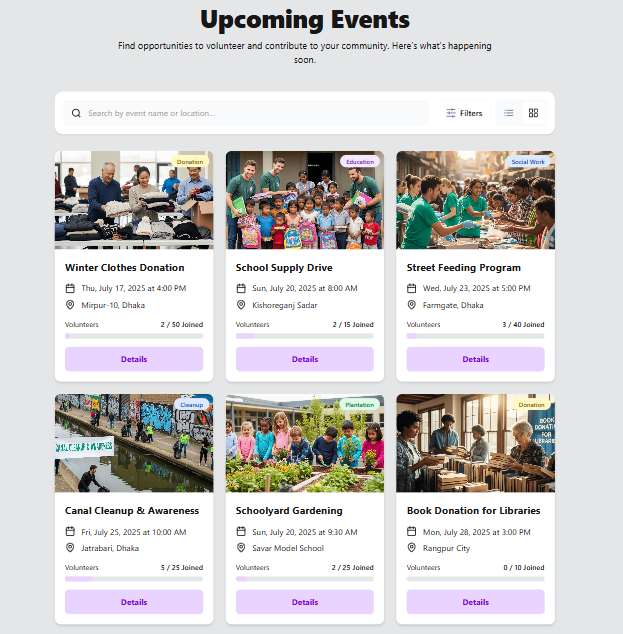 Upcoming Events
Find opportunities to volunteer and contribute to your community. Here's what's happening
soon.
Search by event name or location...
Filters
Donation
Education
Social Work
Winter Clothes Donation
Thu, July 17, 2025 at 4:00 PM
Mirpur-10, Dhaka
Volunteers 2 / 50 Joined
Details
School Supply Drive
Sun, July 20, 2025 at 8:00 AM
Kishoreganj Sadar
Volunteers 2 / 15 Joined
Details
Street Feeding Program
Wed, July 23, 2025 at 5:00 PM
Farmgate, Dhaka
Volunteers 3 / 40 Joined
Details
Cleanup
Plantation
Donation
BOOK
DONATION
FOR
Canal Cleanup & Awareness
Fri, July 25, 2025 at 10:00 AM
Jatrabari, Dhaka
Volunteers 5 / 25 Joined
Details
Schoolyard Gardening
Sun, July 20, 2025 at 9:30 AM
Savar Model School
Volunteers 2 / 25 Joined
Details
Book Donation for Libraries
Mon, July 28, 2025 at 3:00 PM
Rangpur City
Volunteers 0 / 10 Joined
Details